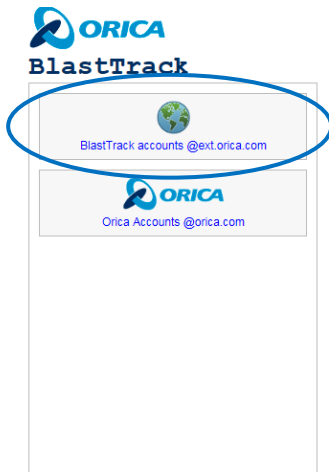 ORICA
BlastTrack
BlastTrack accounts @ext.orica.com
ORICA
Orica Accounts @orica.com